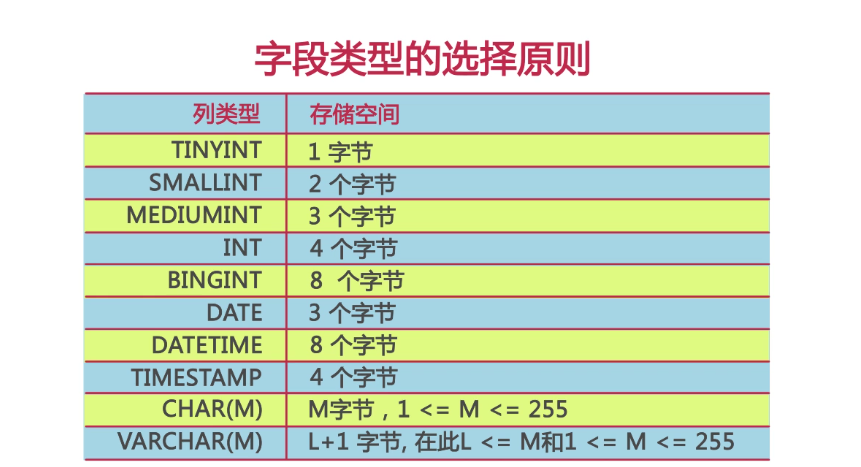 字段类型的选择原则
列类型 存储空间
TINYINT 1 字节
SMALLINT 2 个字节
MEDIUMINT 3 个字节
INT 4 个字节
BINGINT 8 个字节
DATE 3 个字节
DATETIME 8 个字节
TIMESTAMP 4 个字节
CHAR(M) M字节，1 <= M <= 255
VARCHAR(M) L+1 字节, 在此L <= M和1 <= M <= 255